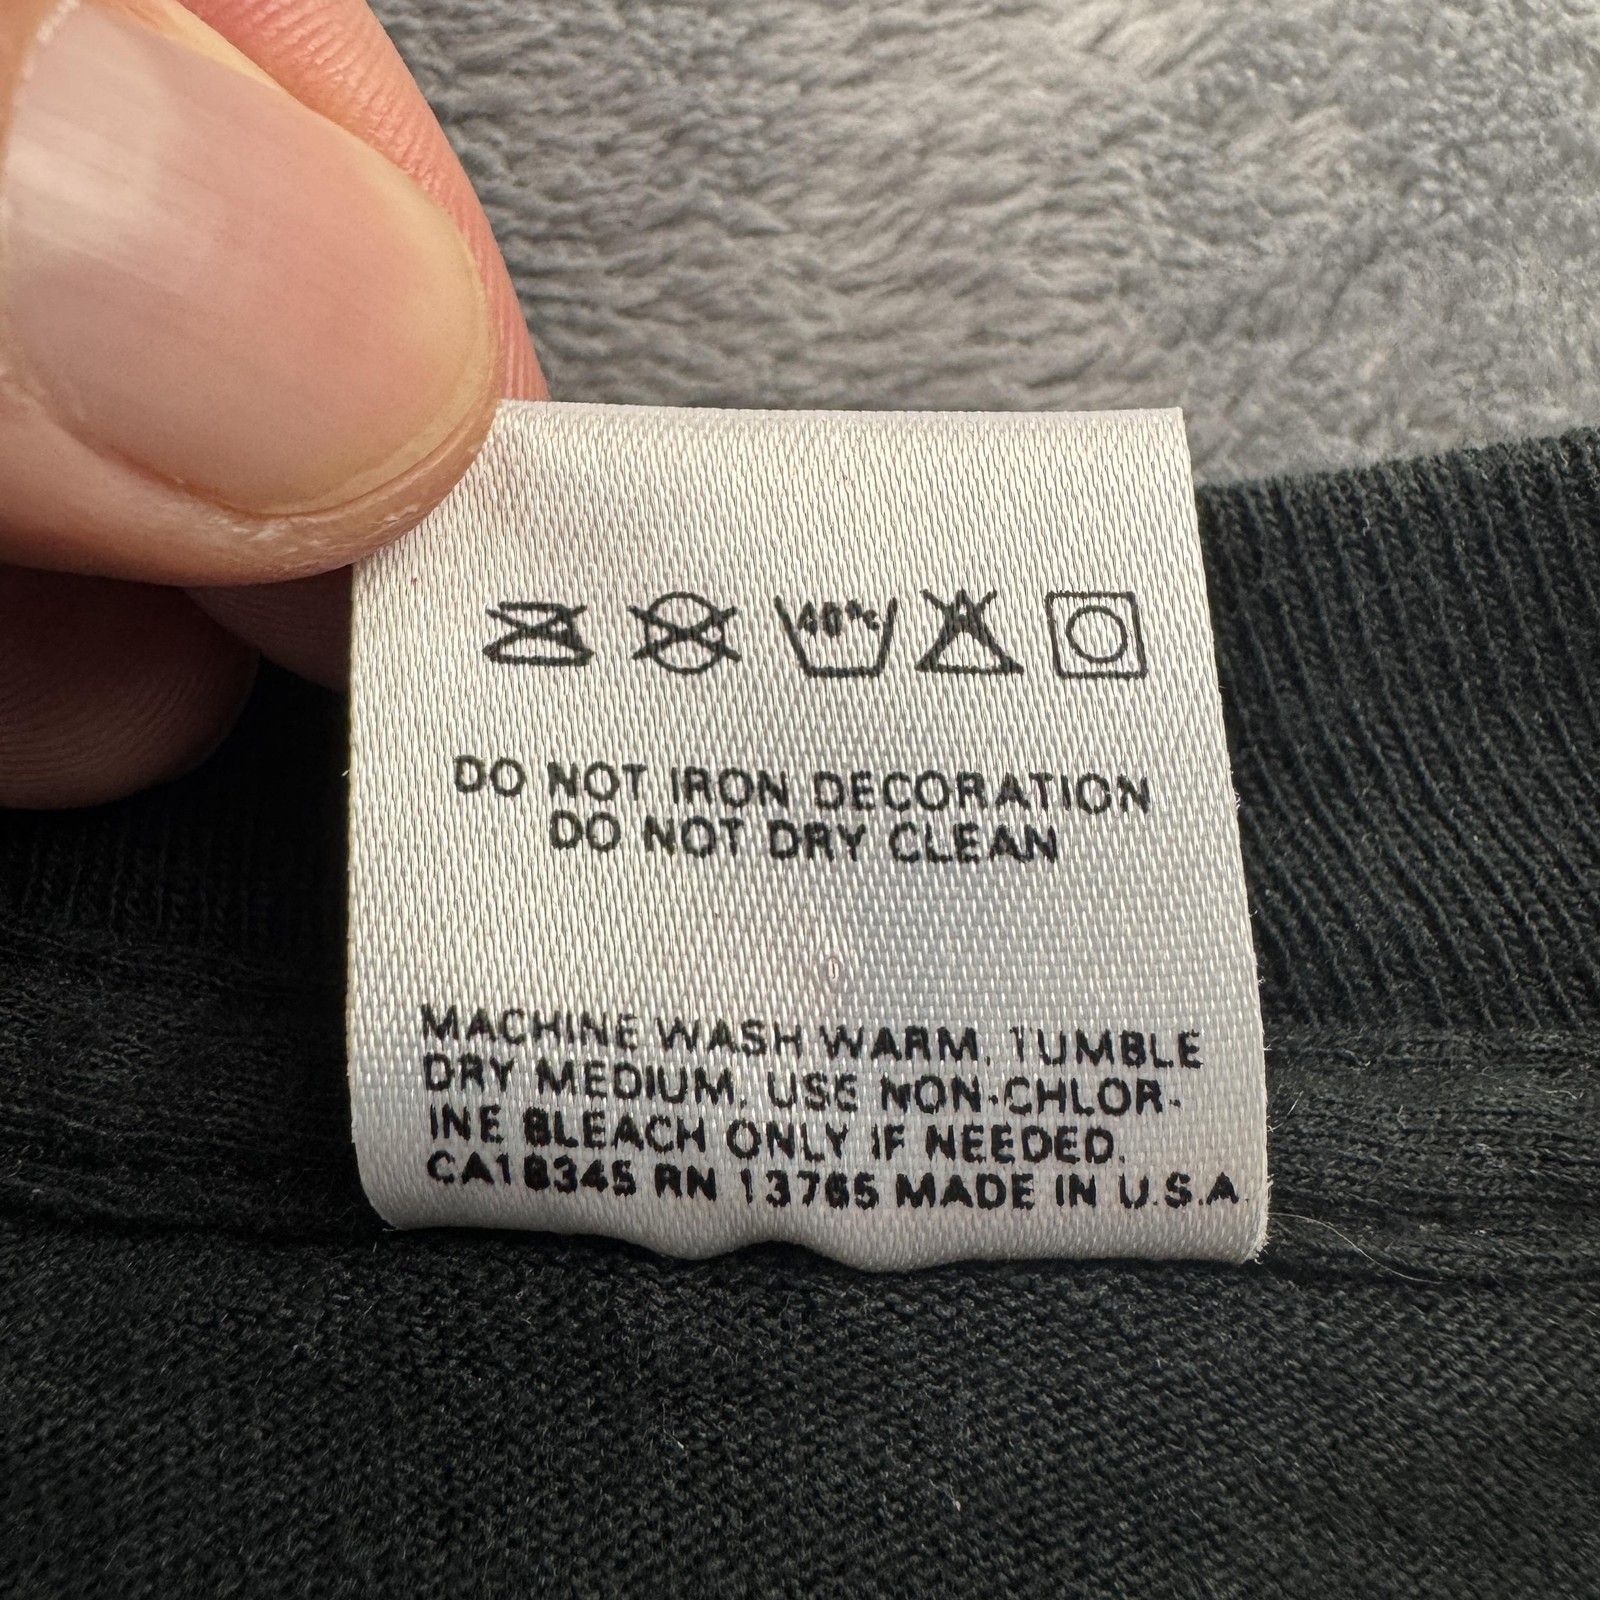 40°c
DO NOT IRON DECORATION
DO NOT DRY CLEAN
MACHINE WASH WARM, TUMBLE
DRY MEDIUM. USE NON-CHLOR-
INE BLEACH ONLY IF NEEDED.
CA18345 RN 13765 MADE IN U.S.A.